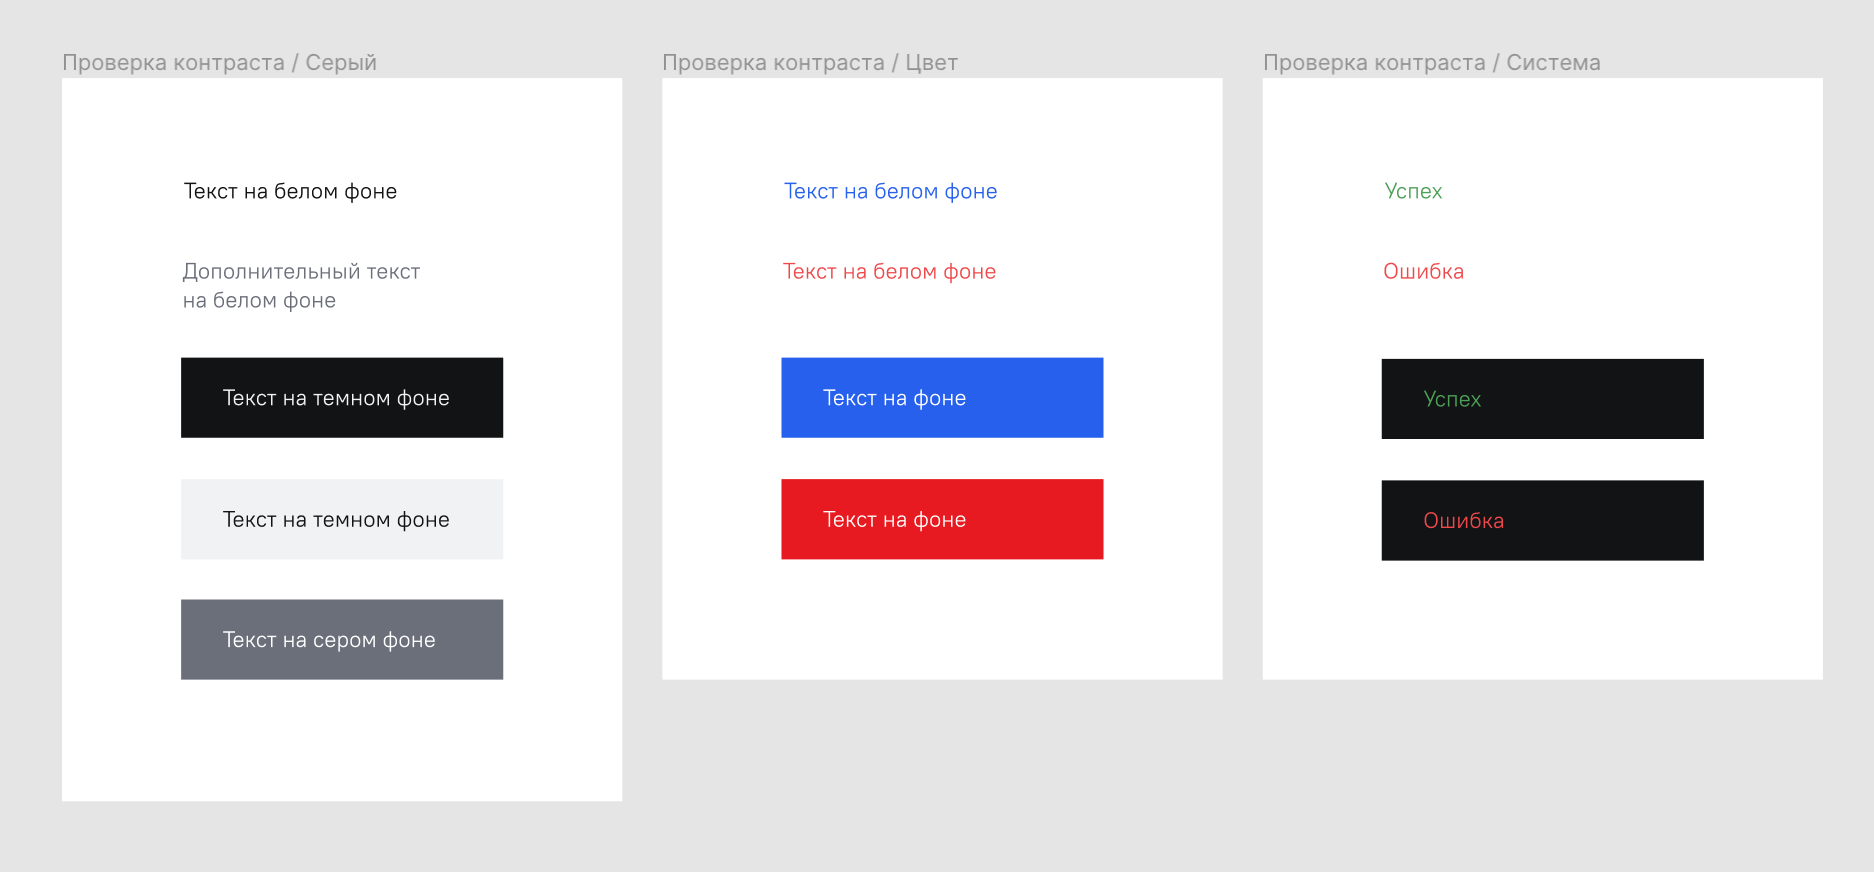 Проверка контраста / Серый
Текст на белом фоне
Дополнительный текст
на белом фоне
Текст на темном фоне
Текст на темном фоне
Текст на сером фоне
Проверка контраста / Цвет
Текст на белом фоне
Текст на белом фоне
Текст на фоне
Текст на фоне
Проверка контраста / Система
Успех
Ошибка
Успех
Ошибка